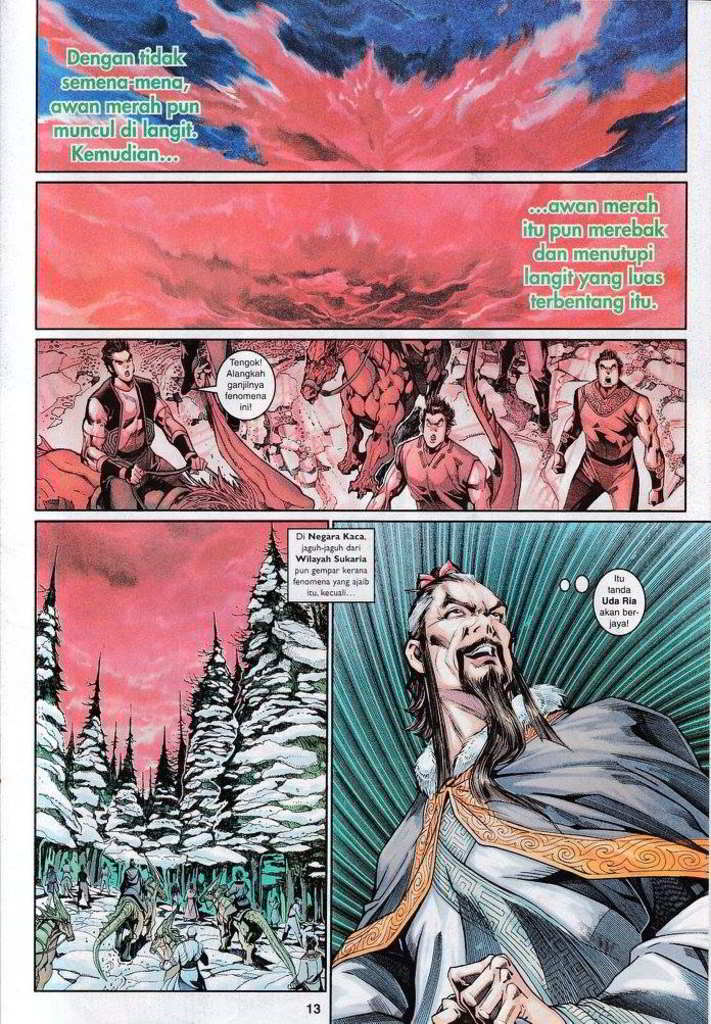 Dengan tidak
semena-mena,
awan merah pun
muncul di langit.
Kemudian...
...awan merah
itu pun merebak
dan menutupi
langit yang luas
terbentang itu.
Tengok!
Alangkah
ganjilnya
fenomena
ini!
Di Negara Kaca,
jaguh-jaguh dari
Wilayah Sukaria
pun gempar kerana
fenomena yang ajaib
itu, kecuali...
Itu
tanda
Uda Ria
akan ber-
jaya!
13